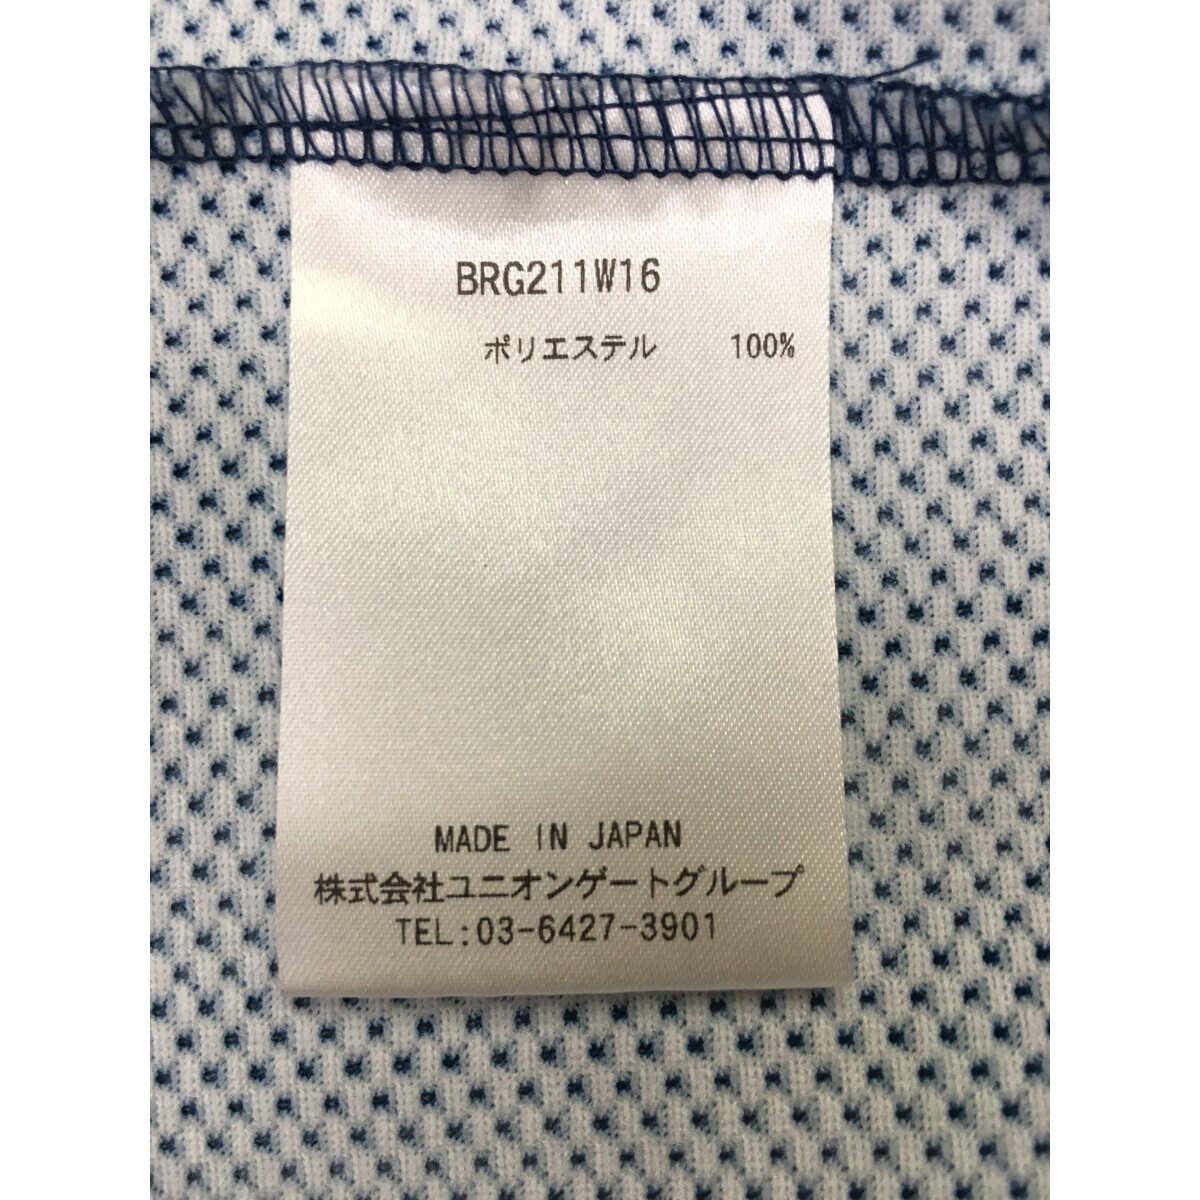 BRG211W16
ポリエステル 100%
MADE IN JAPAN
株式会社ユニオンゲートグループ
TEL:03-6427-3901